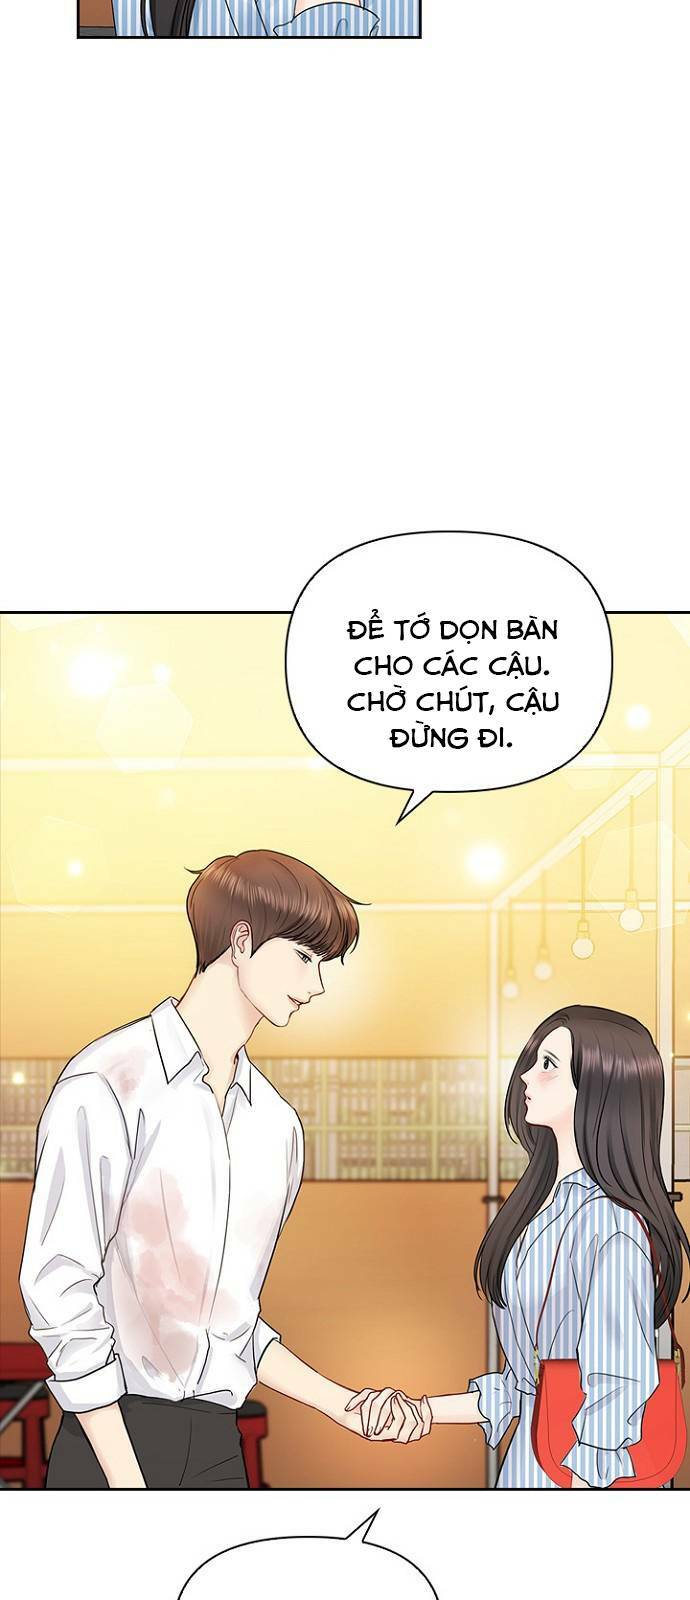 ĐỂ TỚ DỌN BÀN
CHO CÁC CẬU.
CHỜ CHÚT, CẬU
ĐỪNG ĐI.